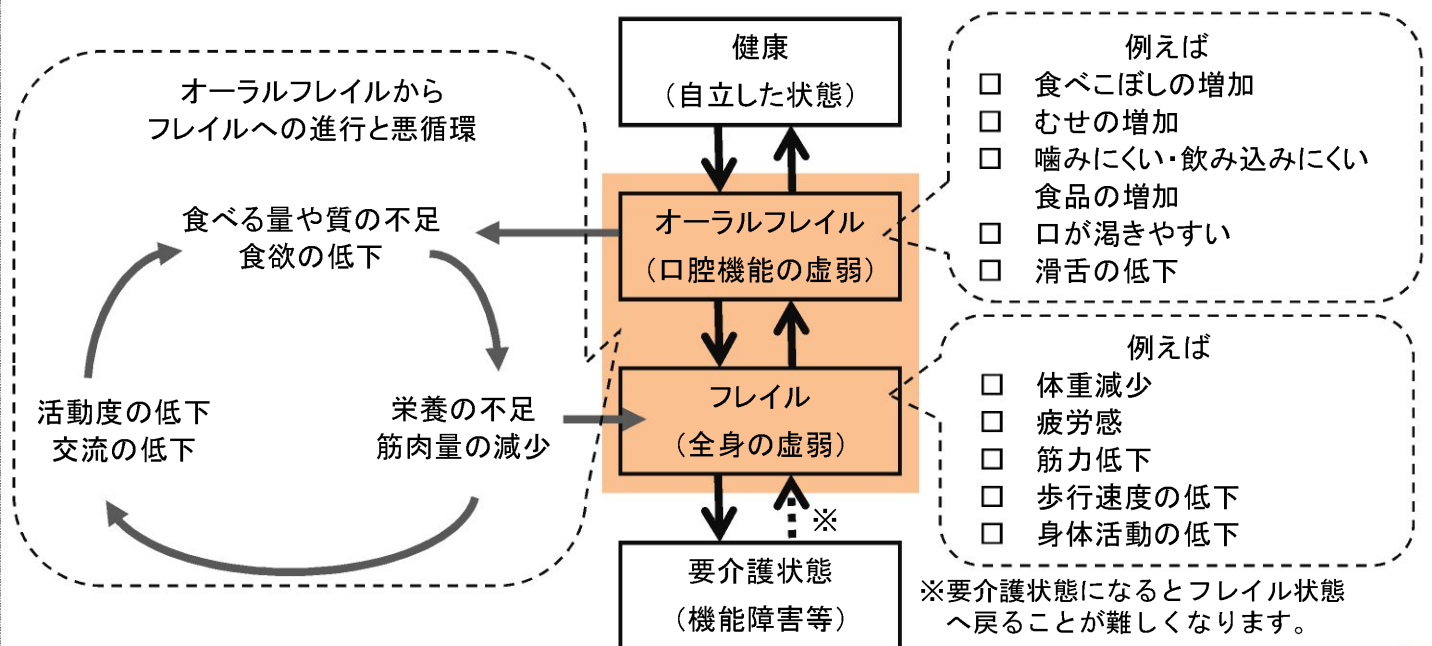 オーラルフレイルから
フレイルへの進行と悪循環
食べる量や質の不足
食欲の低下
栄養の不足
筋肉量の減少
活動度の低下
交流の低下
健康
（自立した状態）
オーラルフレイル
（口腔機能の虚弱）
フレイル
（全身の虚弱）
※
要介護状態
（機能障害等）
例えば
□ 食べこぼしの増加
□ むせの増加
□ 噛みにくい・飲み込みにくい
食品の増加
□ 口が渇きやすい
□ 滑舌の低下
例えば
□ 体重減少
□ 疲労感
□ 筋力低下
□ 歩行速度の低下
□ 身体活動の低下
※要介護状態になるとフレイル状態
へ戻ることが難しくなります。